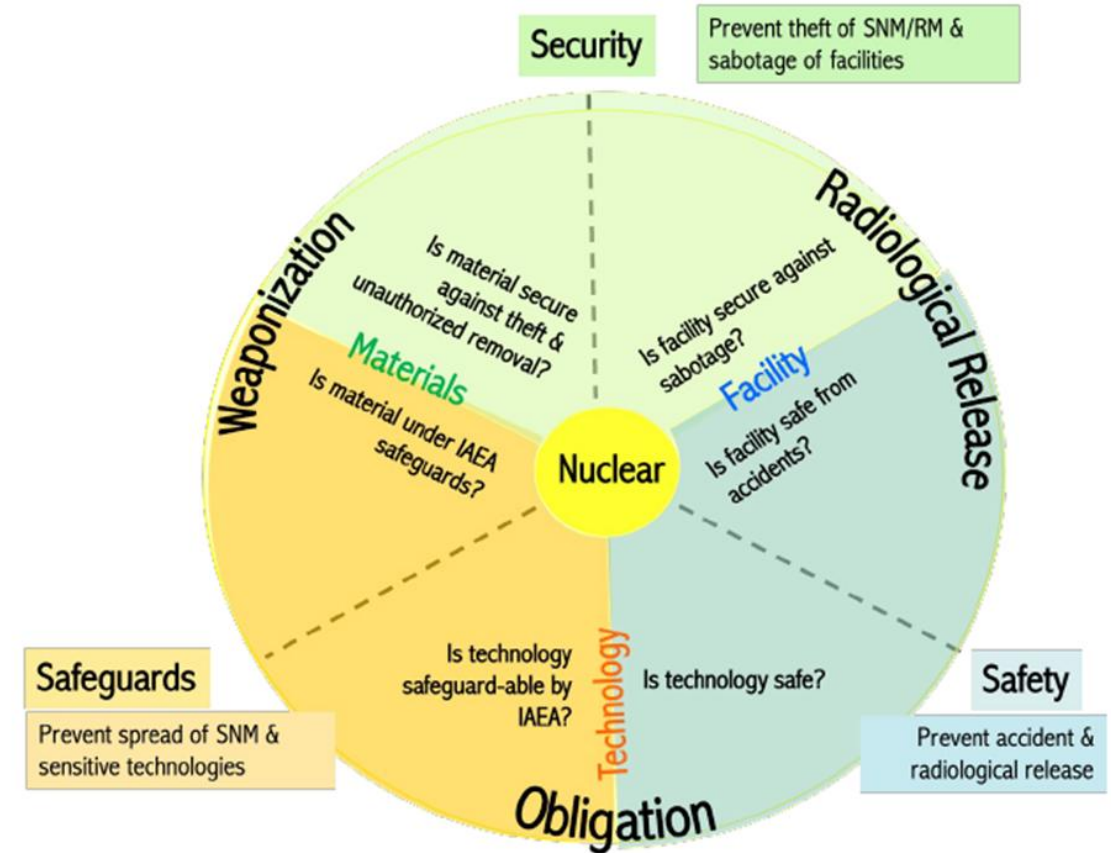 Security
Prevent theft of SNM/RM &
sabotage of facilities
Weaponization
Radiological Release
Is material secure
against theft &
unauthorized removal?
Is facility secure against
sabotage?
Materials
Facility
Is material under IAEA
safeguards?
Is facility safe from
accidents?
Nuclear
Is technology
safeguard-able by
IAEA?
Technology
Is technology safe?
Safeguards
Prevent spread of SNM &
sensitive technologies
Safety
Prevent accident &
radiological release
Obligation